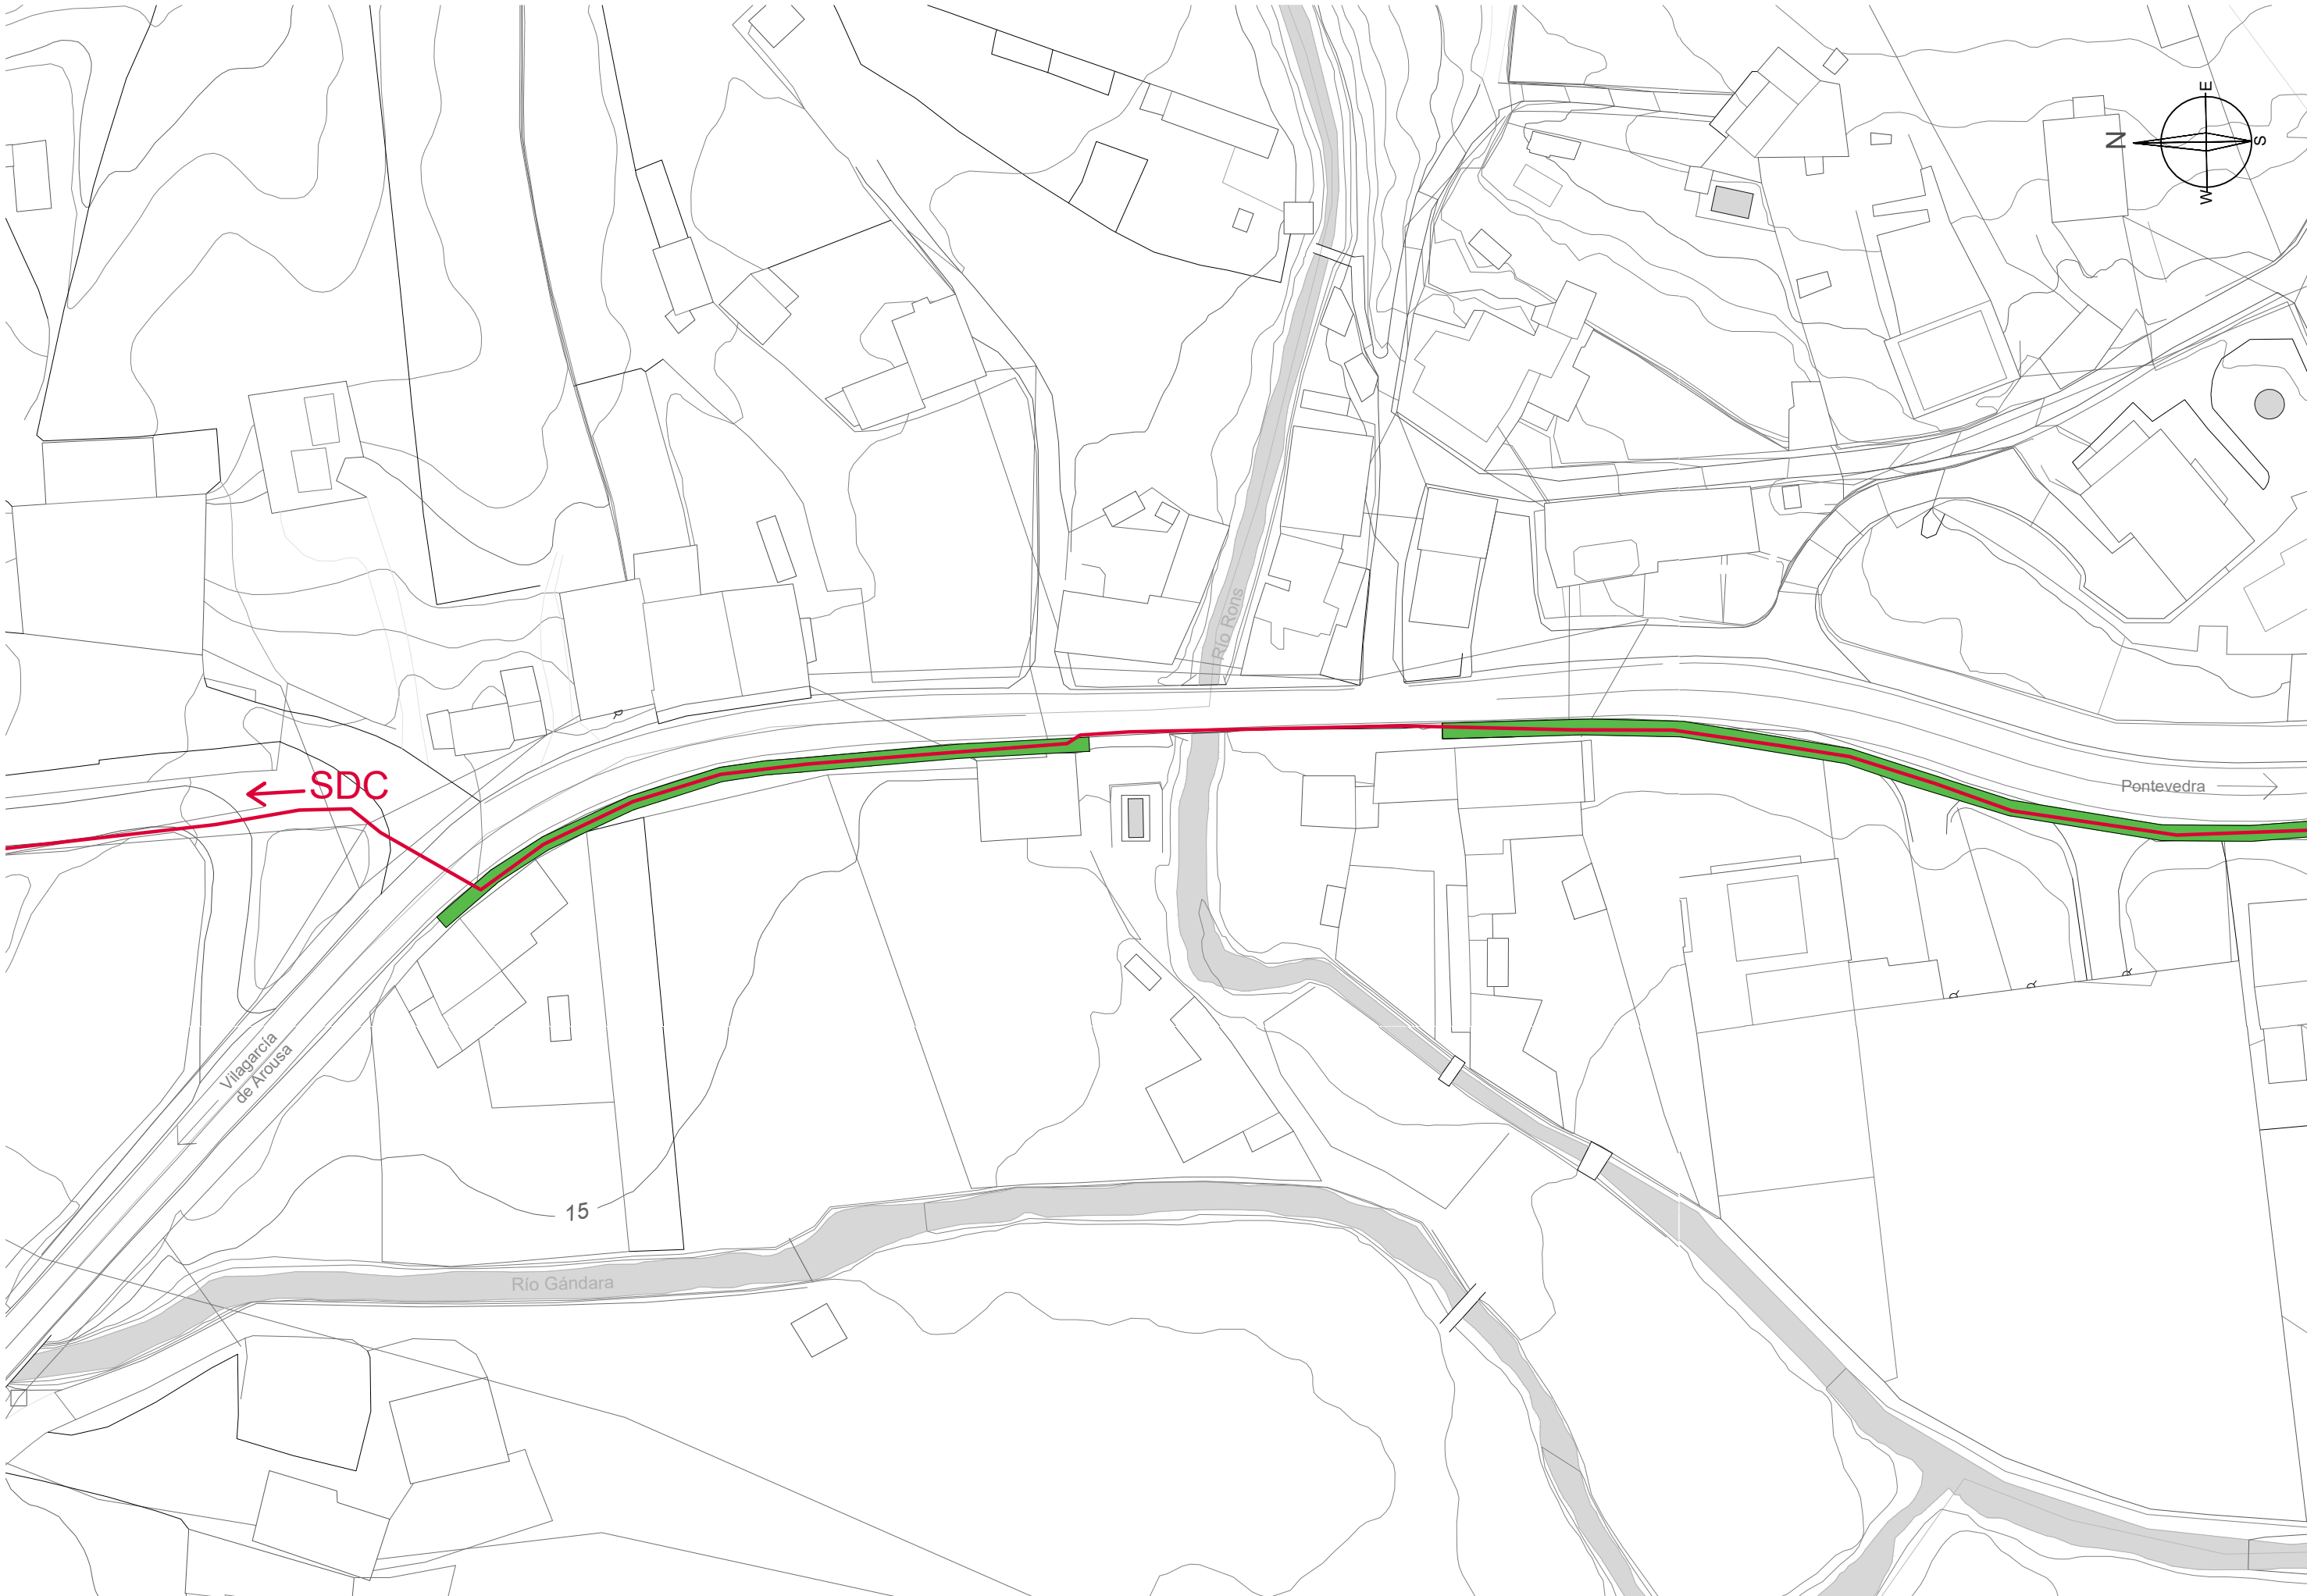 E
N
S
W
Río Rons
SDC
Pontevedra
Vilagarcía
de Arousa
15
Río Gándara